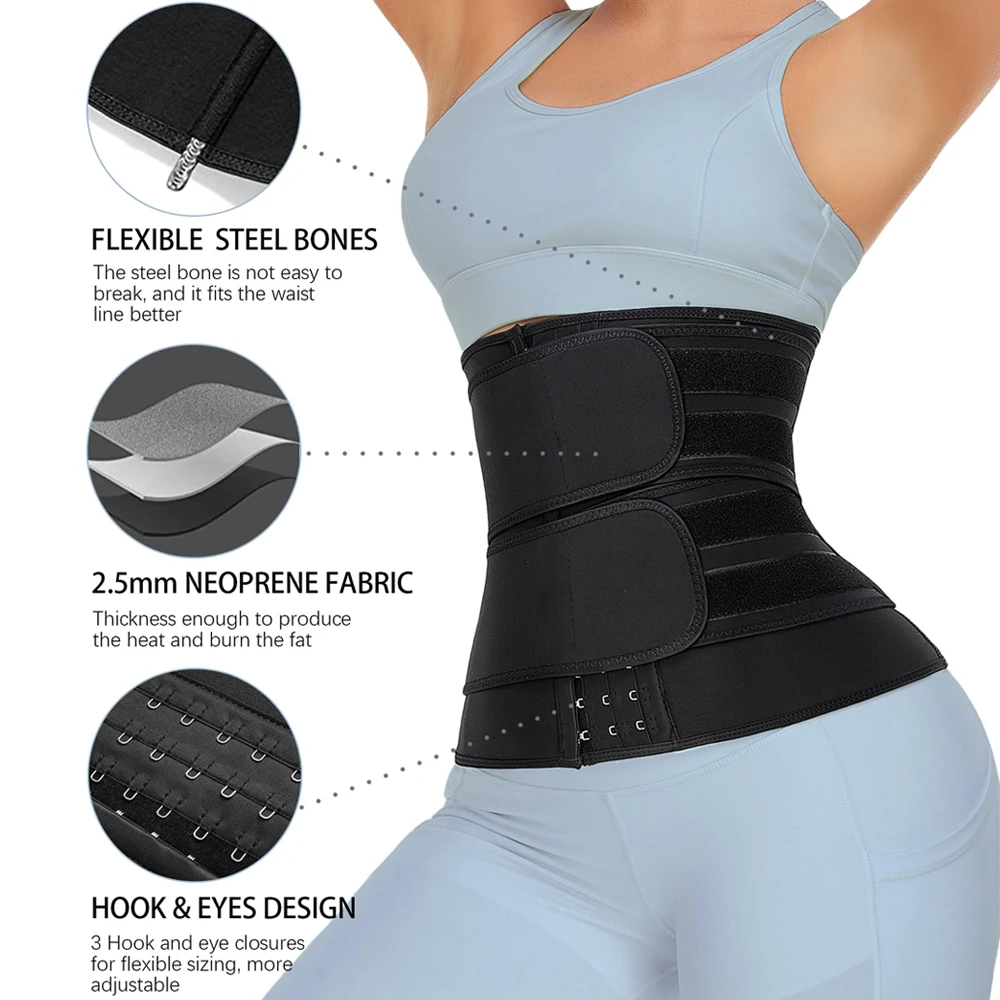 FLEXIBLE STEEL BONES
The steel bone is not easy to
break, and it fits the waist
line better
2.5mm NEOPRENE FABRIC
Thickness enough to produce
the heat and burn the fat
HOOK & EYES DESIGN
3 Hook and eye closures
for flexible sizing, more
adjustable